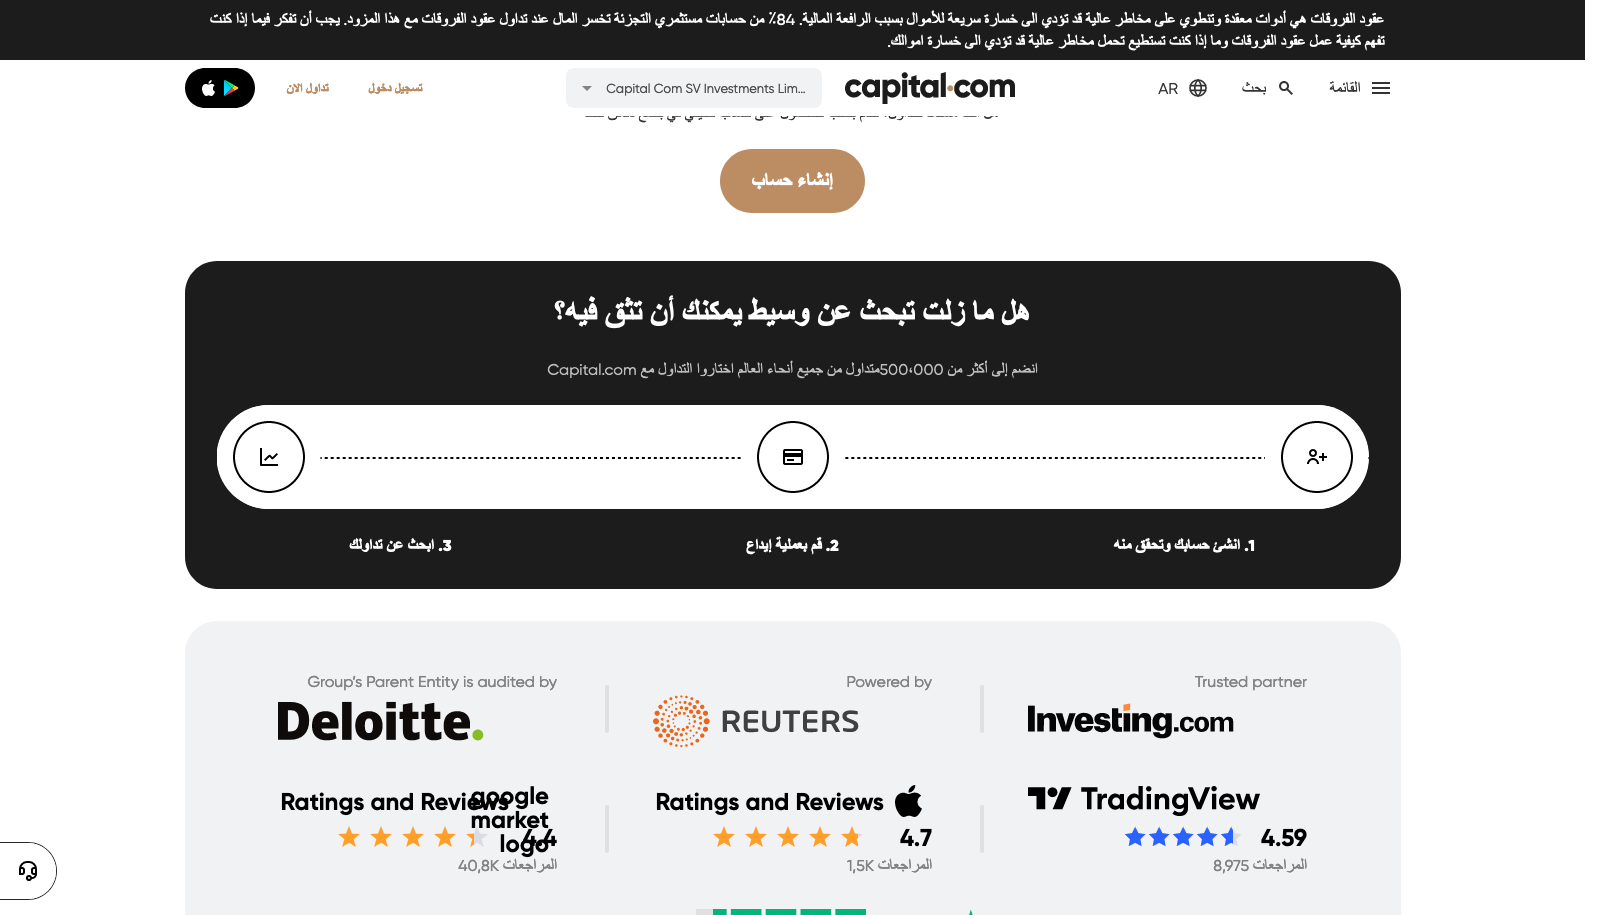 عقود الفروقات هي أدوات معقدة وتنطوي على مخاطر عالية قد تؤدي الى خسارة سريعة للأموال بسبب الرافعة المالية. 84٪ من حسابات مستثمري التجزئة تخسر المال عند تداول عقود الفروقات مع هذا المزود. يجب أن تفكر فيما إذا كنت
تفهم كيفية عمل عقود الفروقات وما إذا كنت تستطيع تحمل مخاطر عالية قد تؤدي الى خسارة اموالك.
القائمة
بحث
AR
capital.com
Capital Com SV Investments Lim...
تسجيل دخول
تداول الان
إنشاء حساب
هل ما زلت تبحث عن وسيط يمكنك أن تثق فيه؟
انضم إلى أكثر من 500،000متداول من جميع أنحاء العالم اختاروا التداول مع Capital.com
1. انشئ حسابك وتحقق منه
2. قم بعملية إيداع
3. ابحث عن تداولك
Trusted partner
Investing.com
Powered by
REUTERS
Group's Parent Entity is audited by
Deloitte.
TradingView
4.59
المراجعات 8,975
Ratings and Reviews
4.7
المراجعات 1,5K
Ratings and Reviews
google
market
logo
4.4
المراجعات 40,8K